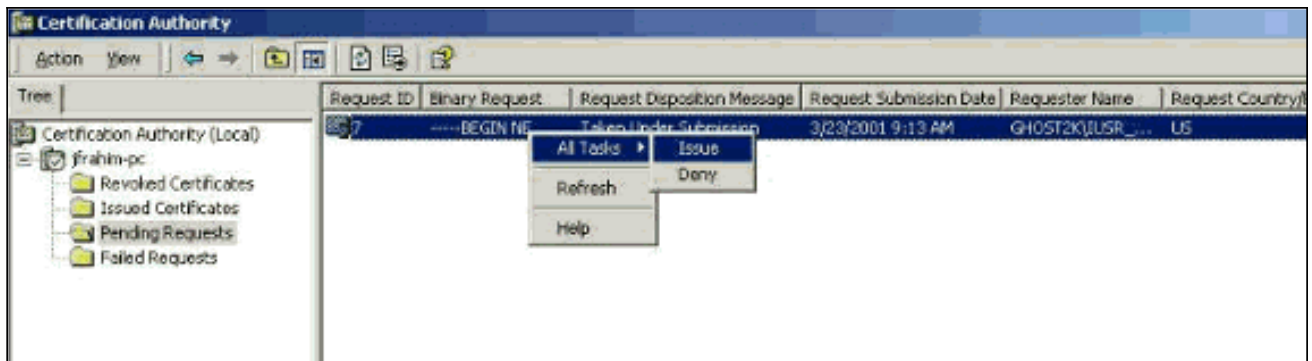 Certification Authority
Action View
Tree
Request ID Binary Request Request Disposition Message Request Submission Date Requester Name Request Country/
Certification Authority (Local)
7 -----BEGIN NE... Taken Under Submission 3/23/2001 9:13 AM GHOST2K\IUSR_... US
jfrahim-pc
All Tasks Issue
Deny
Revoked Certificates
Refresh
Issued Certificates
Help
Pending Requests
Failed Requests